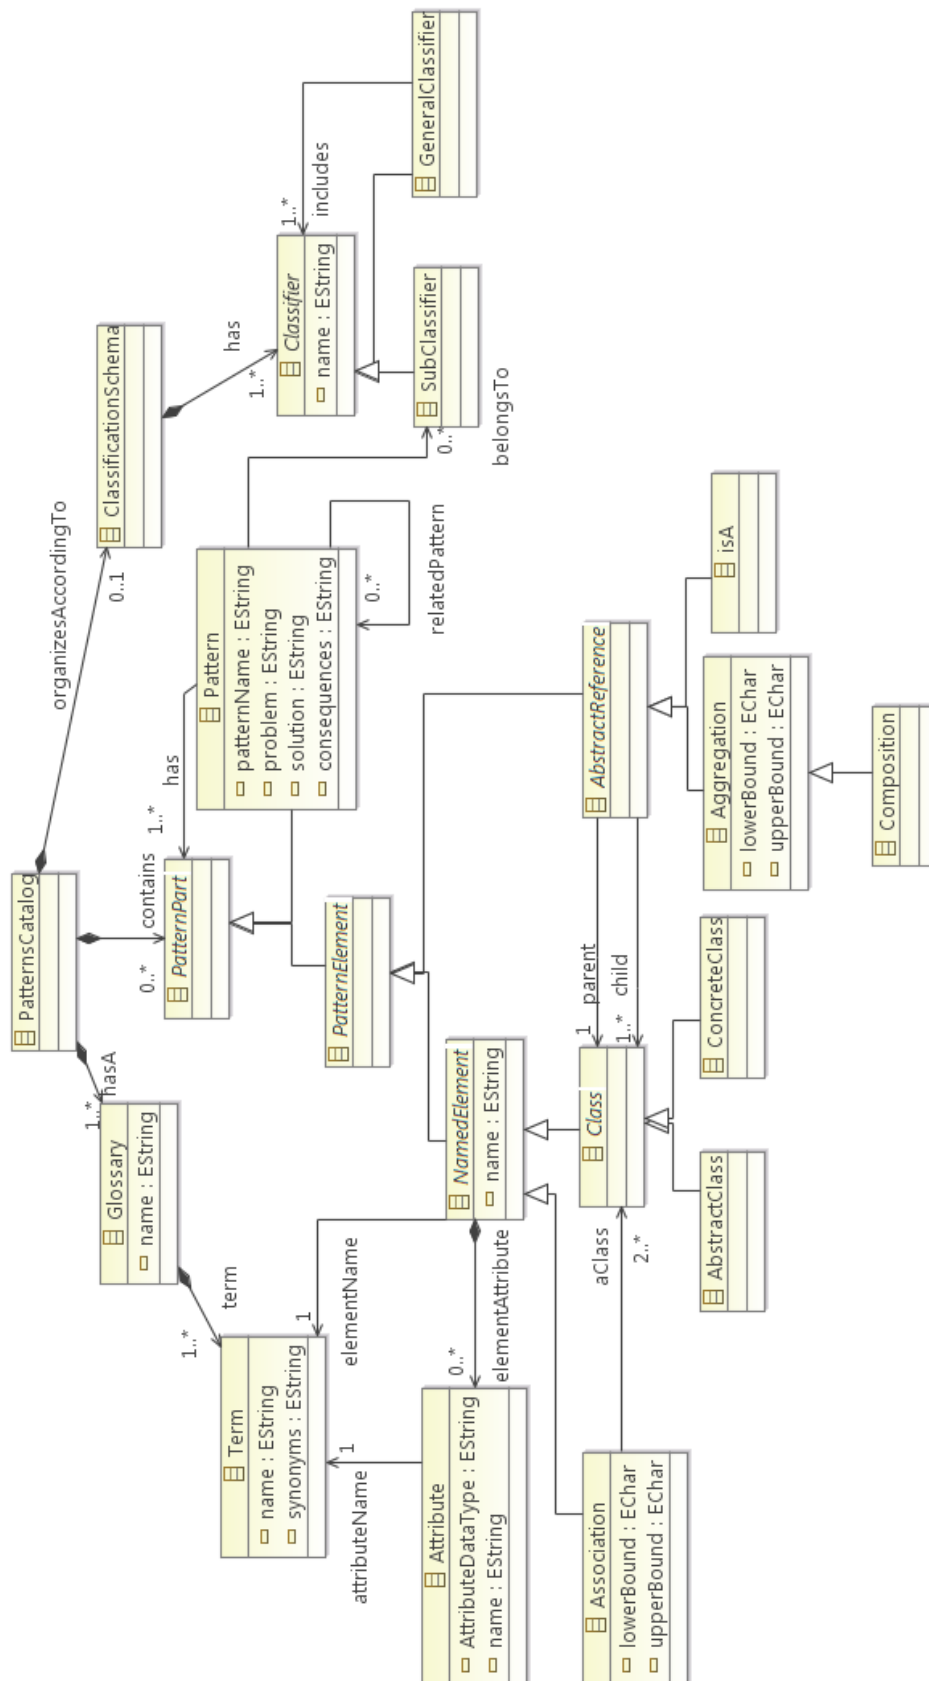 PatternsCatalog
organizesAccordingTo
0..1
ClassificationSchema
hasA
1..*
contains
0..*
has
1..*
Glossary
name : EString
term
1..*
PatternPart
has
1..*
Pattern
patternName : EString
problem : EString
solution : EString
consequences : EString
0..*
relatedPattern
Classifier
name : EString
1..*
includes
Term
name : EString
synonyms : EString
1
elementName
PatternElement
0..*
belongsTo
SubClassifier
GeneralClassifier
attributeName
1
Attribute
AttributeDataType : EString
name : EString
0..*
elementAttribute
NamedElement
name : EString
Association
lowerBound : EChar
upperBound : EChar
aClass
2..*
Class
1
parent
1..*
child
AbstractReference
AbstractClass
ConcreteClass
Aggregation
lowerBound : EChar
upperBound : EChar
isA
Composition